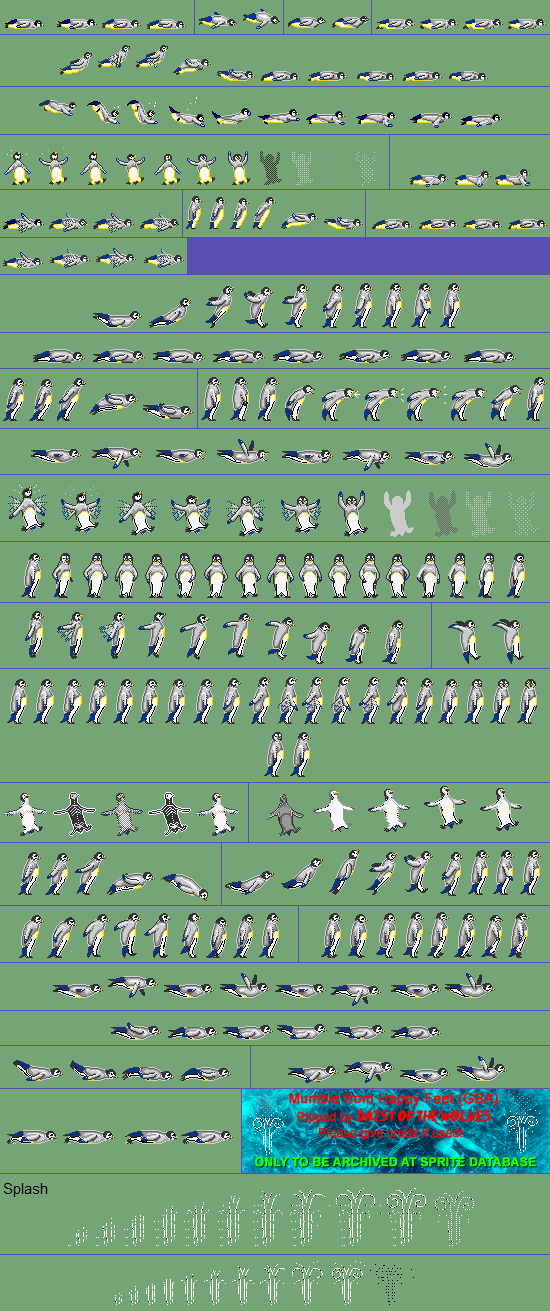 Mumble from Happy Feet (GBA)
Ripped by DAZST OF THE WOLVES
Please give credit if used!
ONLY TO BE ARCHIVED AT SPRITE DATABASE
Splash